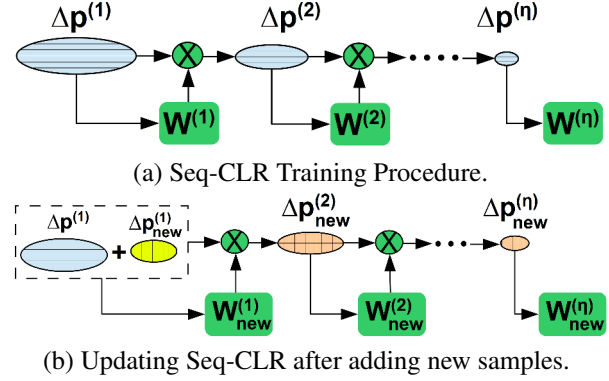 Δp⁽¹⁾ Δp⁽²⁾ Δp⁽ᶯ⁾
X X
W⁽¹⁾ W⁽²⁾ W⁽ᶯ⁾
(a) Seq-CLR Training Procedure.
Δp⁽¹⁾ Δp⁽¹⁾new Δp⁽²⁾new Δp⁽ᶯ⁾new
+ X X
W⁽¹⁾new W⁽²⁾new W⁽ᶯ⁾new
(b) Updating Seq-CLR after adding new samples.